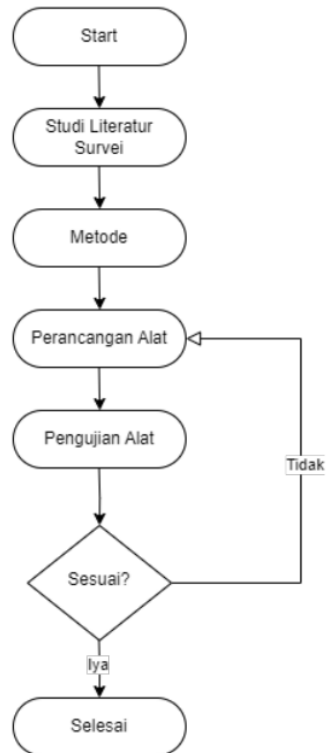 Start
Studi Literatur
Survei
Metode
Perancangan Alat
Pengujian Alat
Tidak
Sesuai?
Iya
Selesai